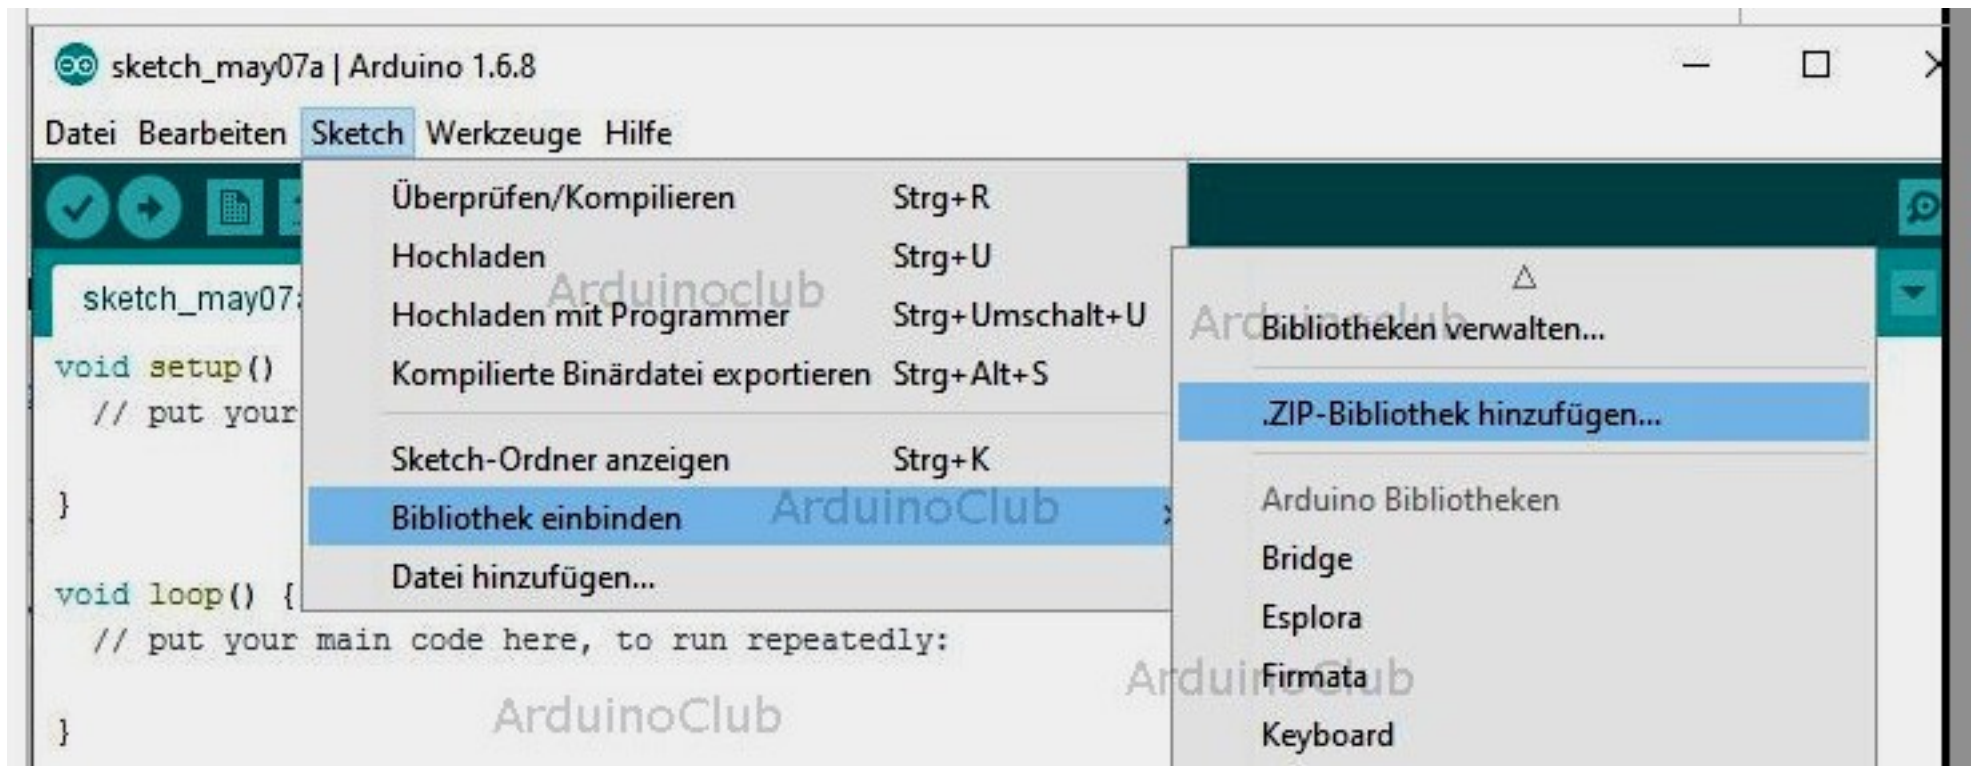 sketch_may07a | Arduino 1.6.8
Datei Bearbeiten Sketch Werkzeuge Hilfe
Überprüfen/Kompilieren Strg+R
Hochladen Strg+U
Hochladen mit Programmer Strg+Umschalt+U
Kompilierte Binärdatei exportieren Strg+Alt+S
Sketch-Ordner anzeigen Strg+K
Bibliothek einbinden
Datei hinzufügen...
Bibliotheken verwalten...
.ZIP-Bibliothek hinzufügen...
Arduino Bibliotheken
Bridge
Esplora
Firmata
Keyboard
sketch_may07a
void setup()
// put your
}
void loop() {
// put your main code here, to run repeatedly:
}
Arduinoclub
Arduinoclub
ArduinoClub
ArduinoClub
ArduinoClub